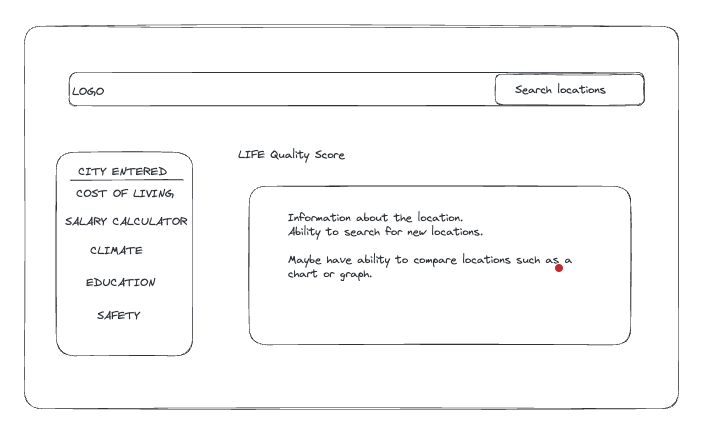 LOGO
Search locations
LIFE Quality Score
CITY ENTERED
COST OF LIVING
SALARY CALCULATOR
CLIMATE
EDUCATION
SAFETY
Information about the location.
Ability to search for new locations.
Maybe have ability to compare locations such as a
chart or graph.